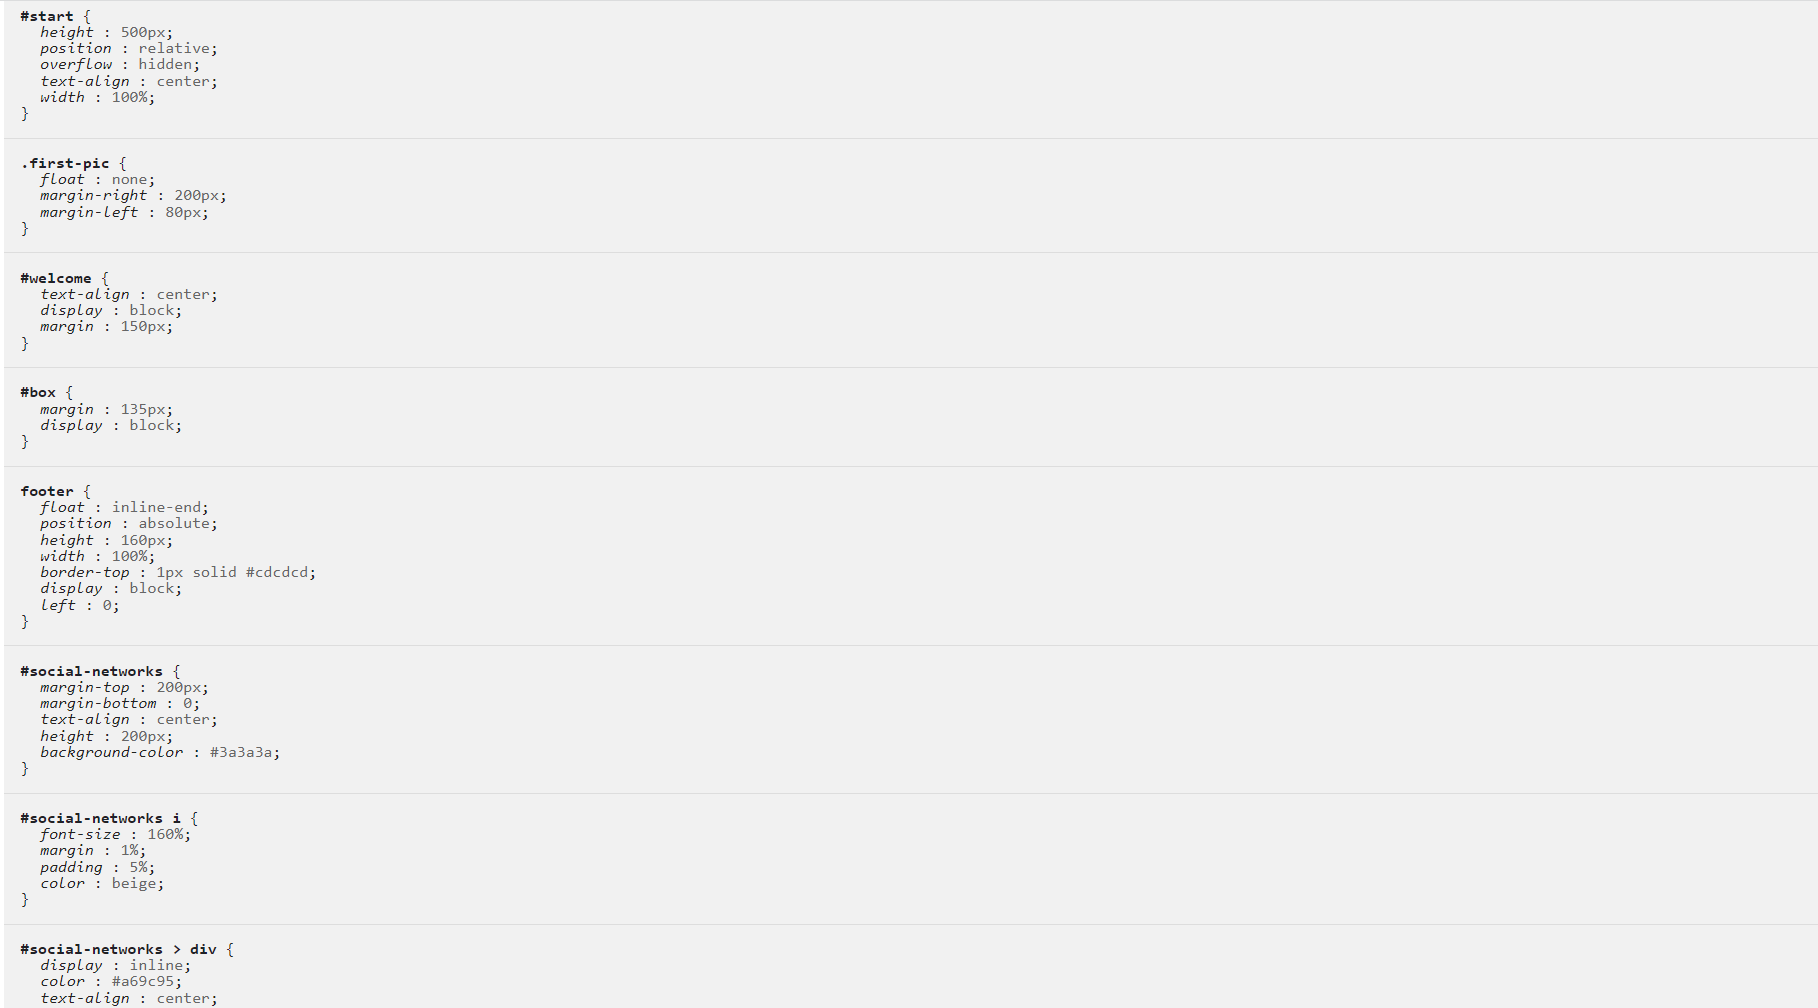 #start {
height : 500px;
position : relative;
overflow : hidden;
text-align : center;
width : 100%;
}
.first-pic {
float : none;
margin-right : 200px;
margin-left : 80px;
}
#welcome {
text-align : center;
display : block;
margin : 150px;
}
#box {
margin : 135px;
display : block;
}
footer {
float : inline-end;
position : absolute;
height : 160px;
width : 100%;
border-top : 1px solid #cdcdcd;
display : block;
left : 0;
}
#social-networks {
margin-top : 200px;
margin-bottom : 0;
text-align : center;
height : 200px;
background-color : #3a3a3a;
}
#social-networks i {
font-size : 160%;
margin : 1%;
padding : 5%;
color : beige;
}
#social-networks > div {
display : inline;
color : #a69c95;
text-align : center;